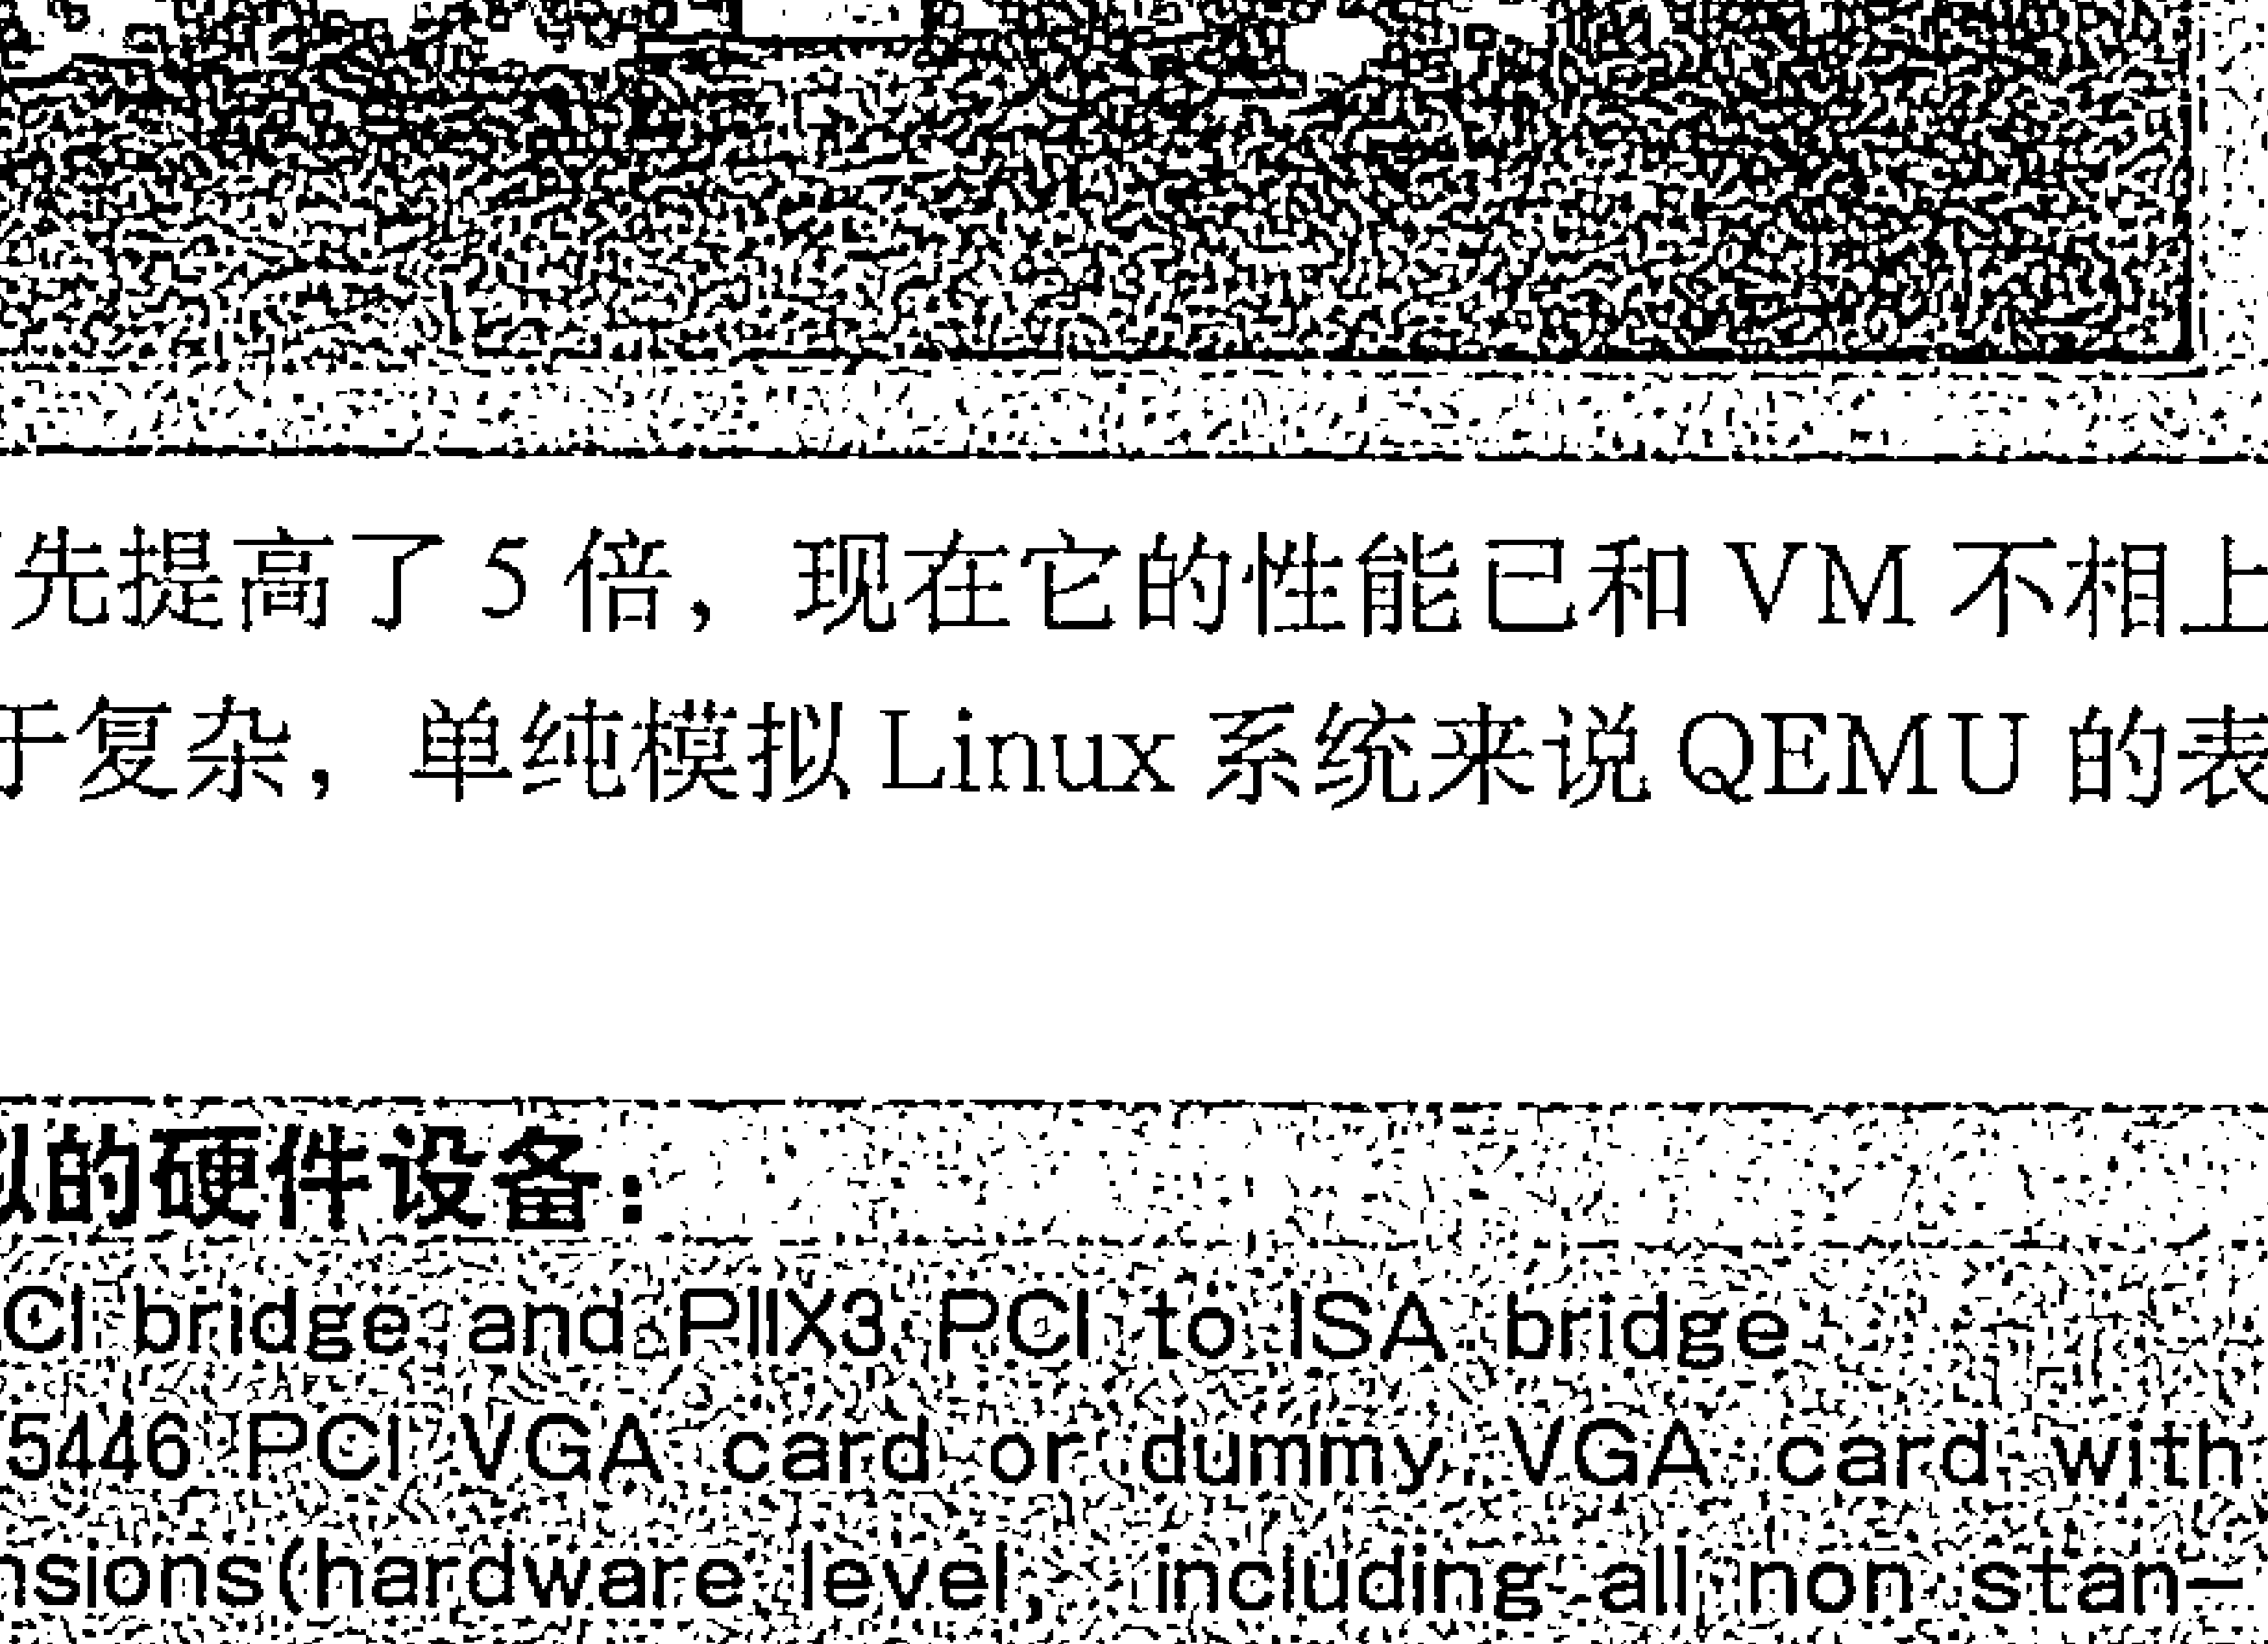 先提高了 5 倍，现在它的性能已和 VM 不相上
于复杂，单纯模拟 Linux 系统来说 QEMU 的表
拟的硬件设备：
CI bridge and PIIX3 PCI to ISA bridge
5446 PCI VGA card or dummy VGA card with
nsions(hardware level, including all non stan-